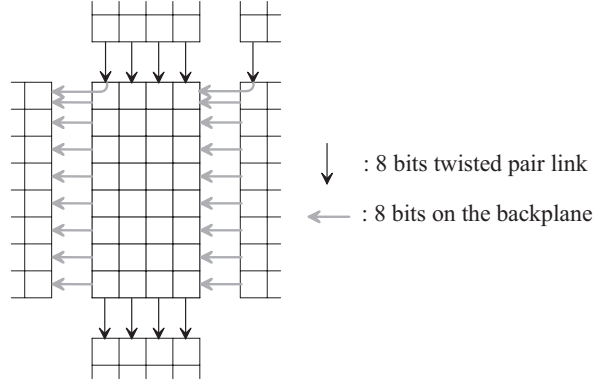 : 8 bits twisted pair link
: 8 bits on the backplane